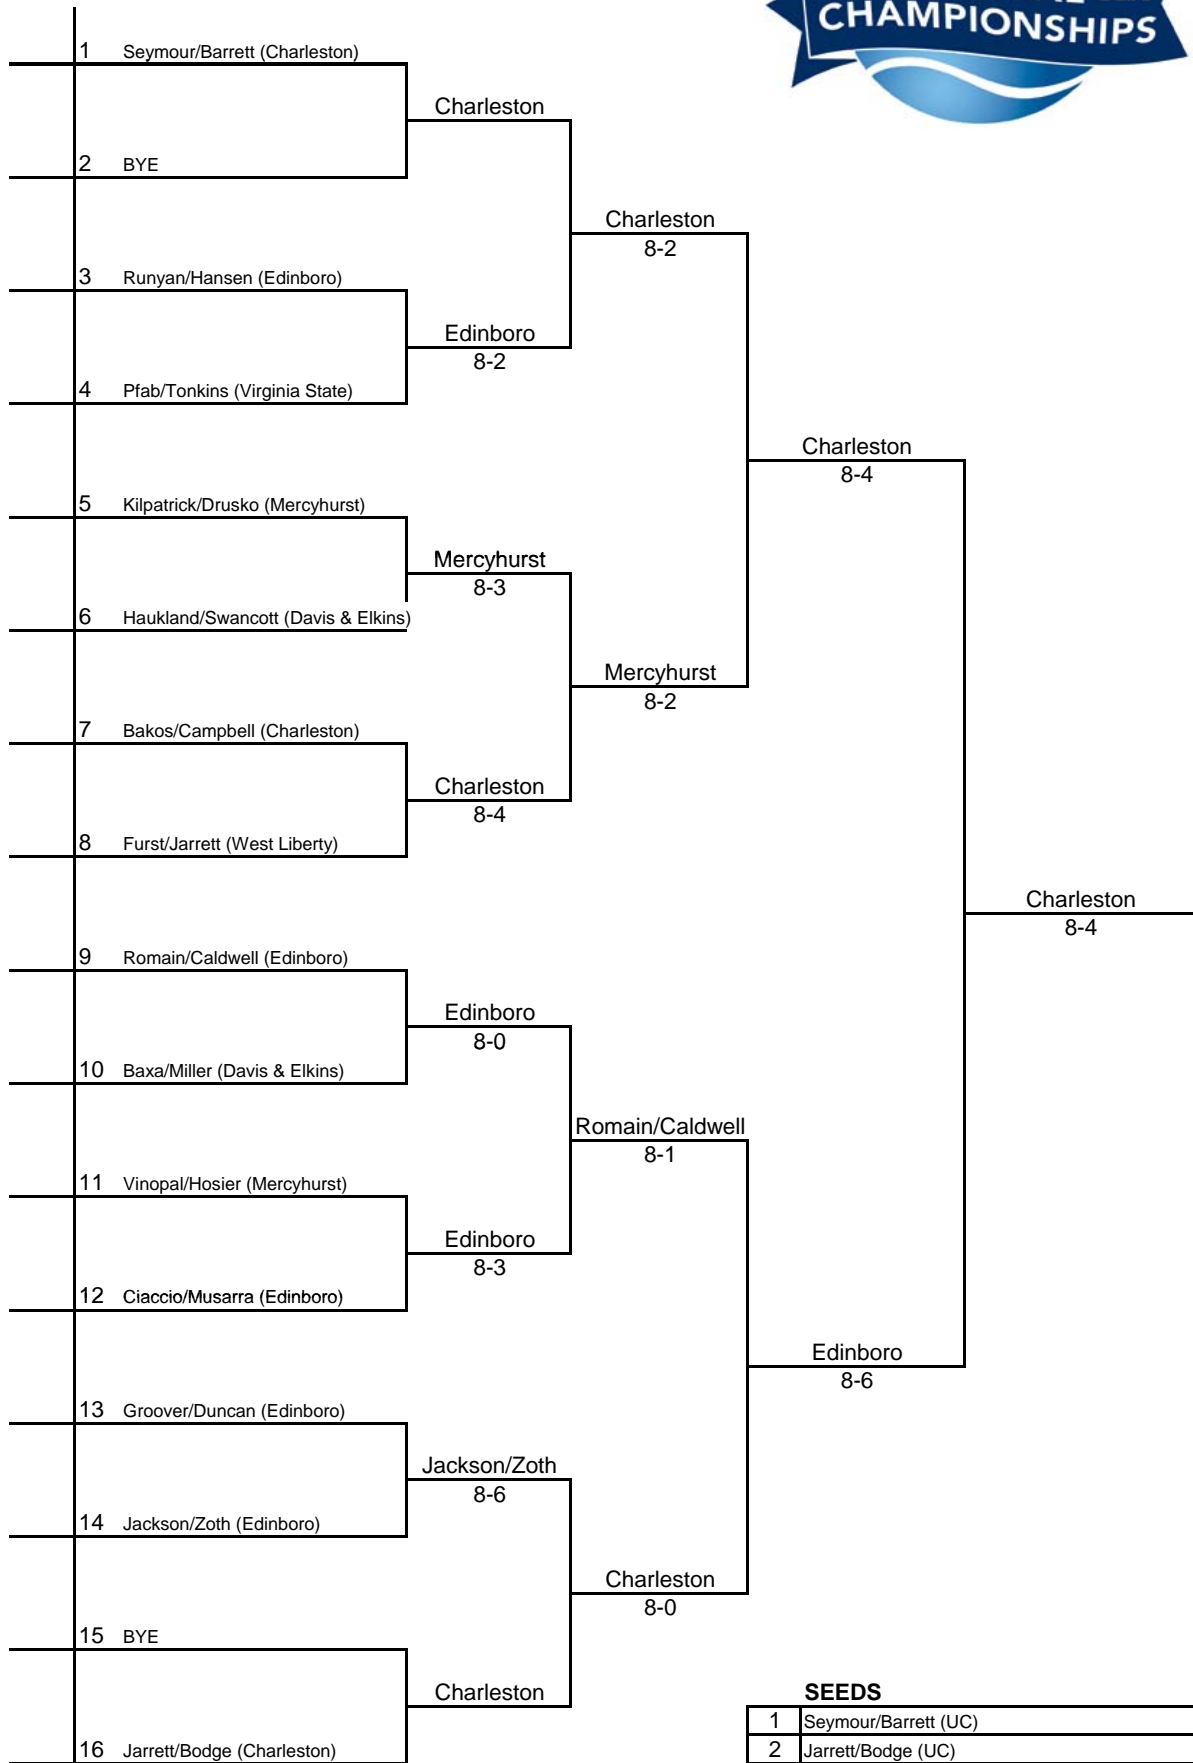 CHAMPIONSHIPS
1 Seymour/Barrett (Charleston)
Charleston
2 BYE
Charleston
8-2
3 Runyan/Hansen (Edinboro)
Edinboro
8-2
4 Pfab/Tonkins (Virginia State)
Charleston
8-4
5 Kilpatrick/Drusko (Mercyhurst)
Mercyhurst
8-3
6 Haukland/Swancott (Davis & Elkins)
Mercyhurst
8-2
7 Bakos/Campbell (Charleston)
Charleston
8-4
8 Furst/Jarrett (West Liberty)
Charleston
8-4
9 Romain/Caldwell (Edinboro)
Edinboro
8-0
10 Baxa/Miller (Davis & Elkins)
Romain/Caldwell
8-1
11 Vinopal/Hosier (Mercyhurst)
Edinboro
8-3
12 Ciaccio/Musarra (Edinboro)
Edinboro
8-6
13 Groover/Duncan (Edinboro)
Jackson/Zoth
8-6
14 Jackson/Zoth (Edinboro)
Charleston
8-0
15 BYE
Charleston
16 Jarrett/Bodge (Charleston)
SEEDS
1 Seymour/Barrett (UC)
2 Jarrett/Bodge (UC)